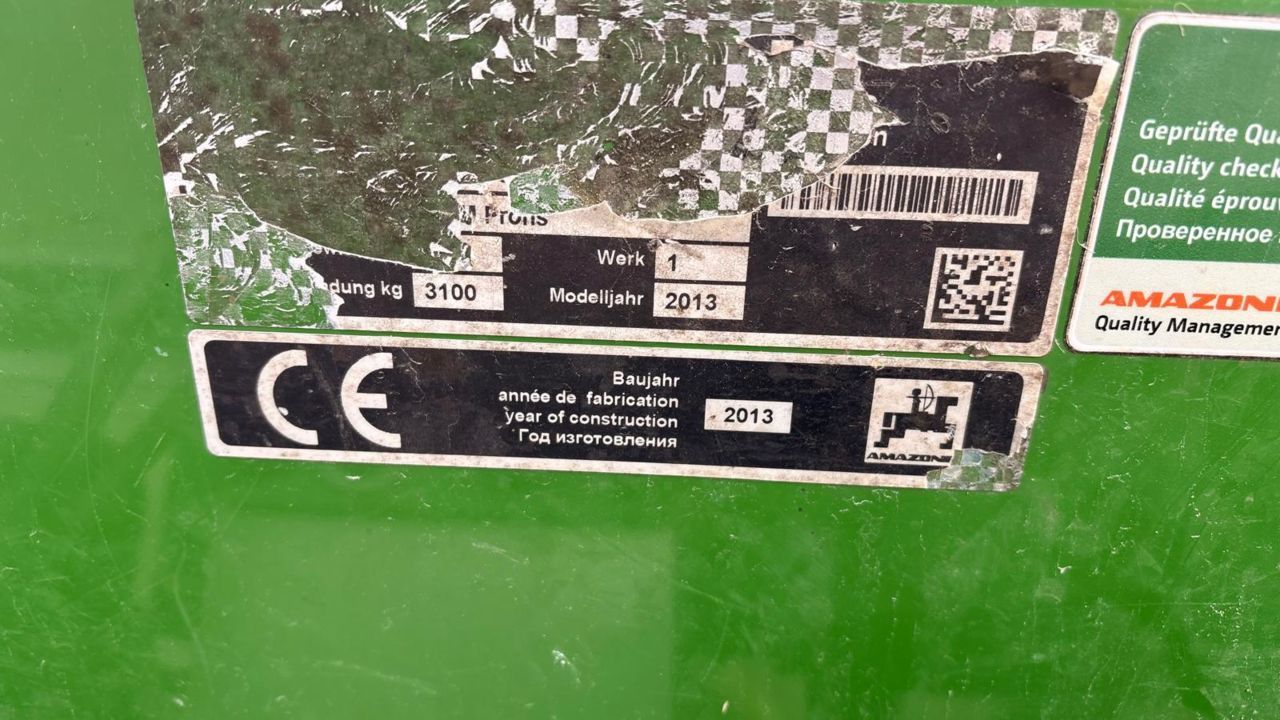 Profis
Werk 1
dung kg 3100
Modelljahr 2013
CE
Baujahr
année de fabrication
year of construction
Год изготовления
2013
AMAZONE
Geprüfte Qu
Quality check
Qualité éprouv
Проверенное
AMAZONE
Quality Managemen